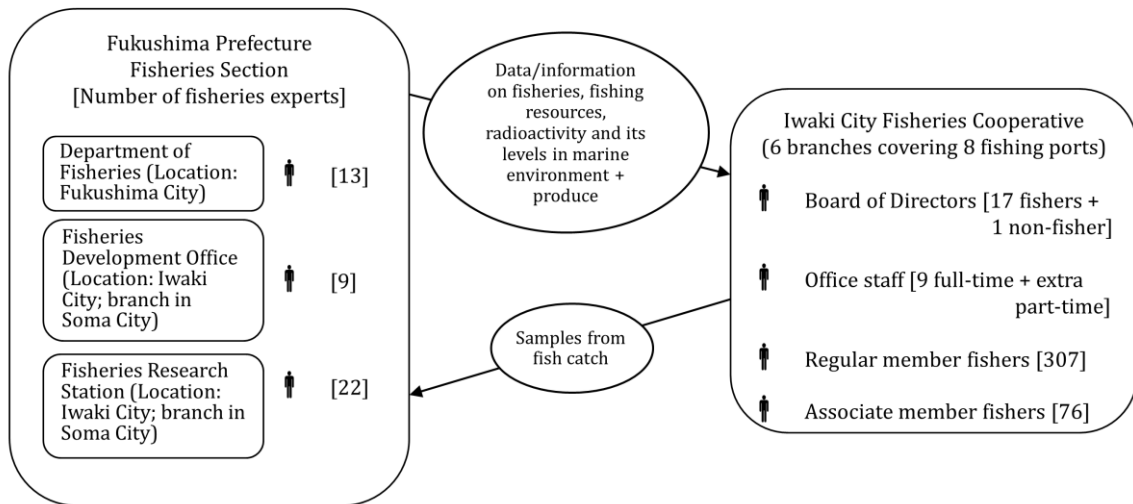 Fukushima Prefecture
Fisheries Section
[Number of fisheries experts]
Department of
Fisheries (Location:
Fukushima City)
[13]
Fisheries
Development Office
(Location: Iwaki
City; branch in
Soma City)
[9]
Fisheries Research
Station (Location:
Iwaki City; branch in
Soma City)
[22]
Data/information
on fisheries, fishing
resources,
radioactivity and its
levels in marine
environment +
produce
Samples from
fish catch
Iwaki City Fisheries Cooperative
(6 branches covering 8 fishing ports)
Board of Directors [17 fishers +
1 non-fisher]
Office staff [9 full-time + extra
part-time]
Regular member fishers [307]
Associate member fishers [76]